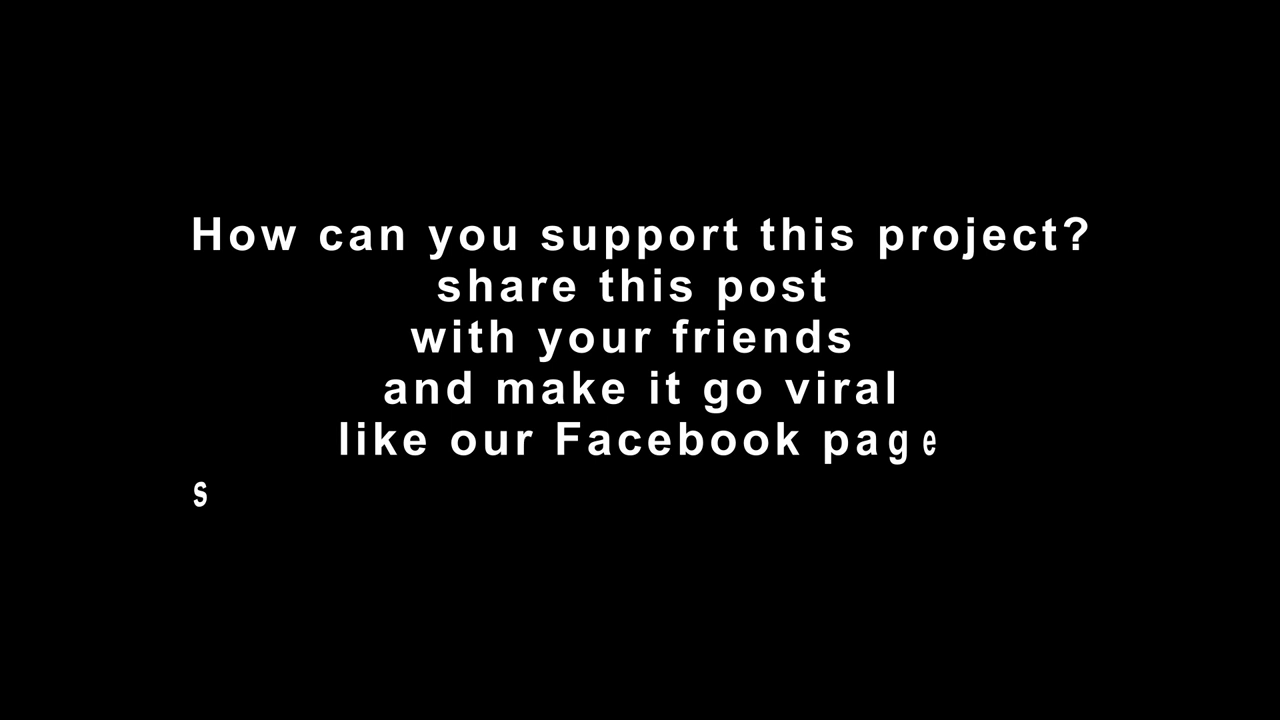 How can you support this project?
share this post
with your friends
and make it go viral
like our Facebook page
s